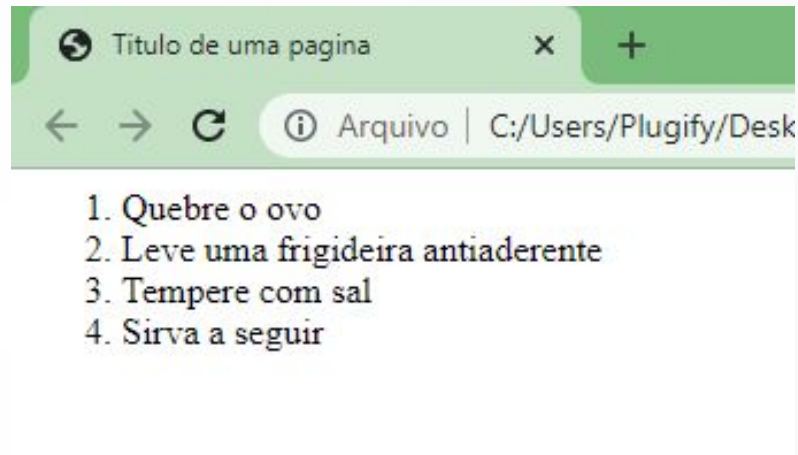 Titulo de uma pagina
Arquivo | C:/Users/Plugify/Desk
1. Quebre o ovo
2. Leve uma frigideira antiaderente
3. Tempere com sal
4. Sirva a seguir